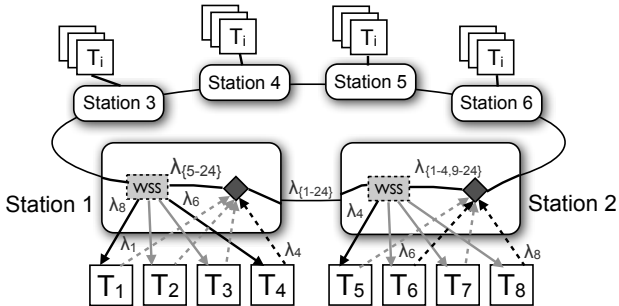 Tᵢ
Tᵢ
Tᵢ
Tᵢ
Station 3
Station 4
Station 5
Station 6
λ{5-24}
λ{1-24}
λ{1-4,9-24}
WSS
WSS
Station 1
Station 2
λ₈
λ₆
λ₁
λ₄
λ₄
λ₆
λ₈
T₁
T₂
T₃
T₄
T₅
T₆
T₇
T₈